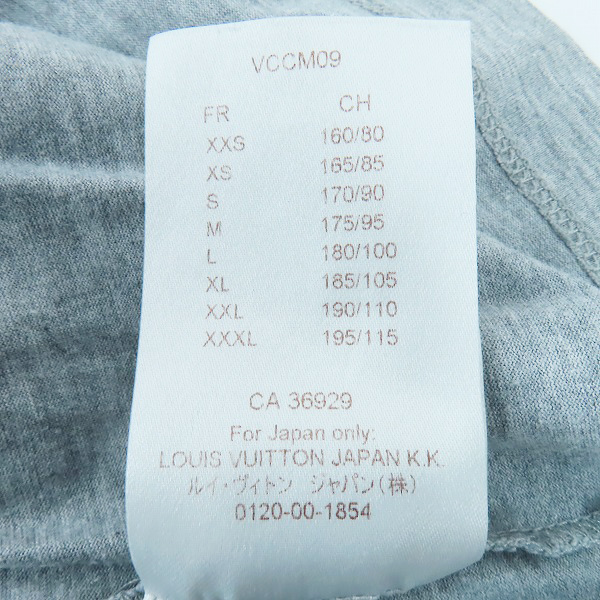 VCCM09
FR CH
XXS 160/80
XS 165/85
S 170/90
M 175/95
L 180/100
XL 185/105
XXL 190/110
XXXL 195/115
CA 36929
For Japan only:
LOUIS VUITTON JAPAN K.K.
ルイ・ヴィトン ジャパン(株)
0120-00-1854